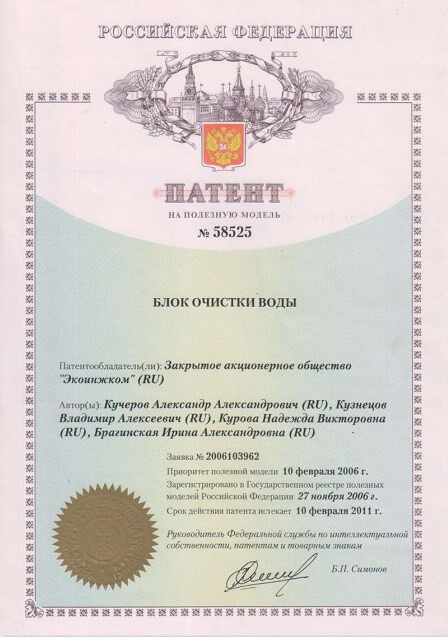 РОССИЙСКАЯ ФЕДЕРАЦИЯ
ПАТЕНТ
НА ПОЛЕЗНУЮ МОДЕЛЬ
№ 58525
БЛОК ОЧИСТКИ ВОДЫ
Патентообладатель(ли): Закрытое акционерное общество
"Экоинжком" (RU)
Автор(ы): Кучеров Александр Александрович (RU), Кузнецов
Владимир Алексеевич (RU), Курова Надежда Викторовна
(RU), Брагинская Ирина Александровна (RU)
Заявка № 2006103962
Приоритет полезной модели 10 февраля 2006 г.
Зарегистрировано в Государственном реестре полезных
моделей Российской Федерации 27 ноября 2006 г.
Срок действия патента истекает 10 февраля 2011 г.
Руководитель Федеральной службы по интеллектуальной
собственности, патентам и товарным знакам
Б.П. Симонов